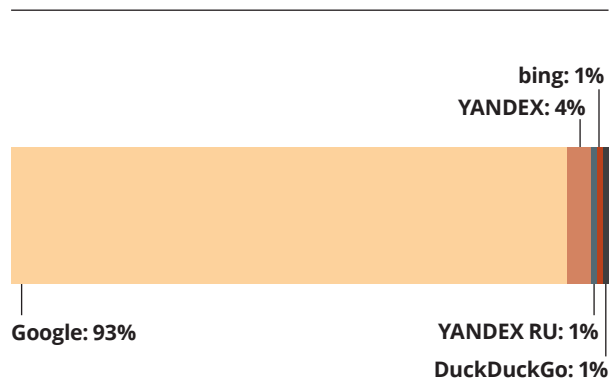 bing: 1%
YANDEX: 4%
Google: 93%
YANDEX RU: 1%
DuckDuckGo: 1%